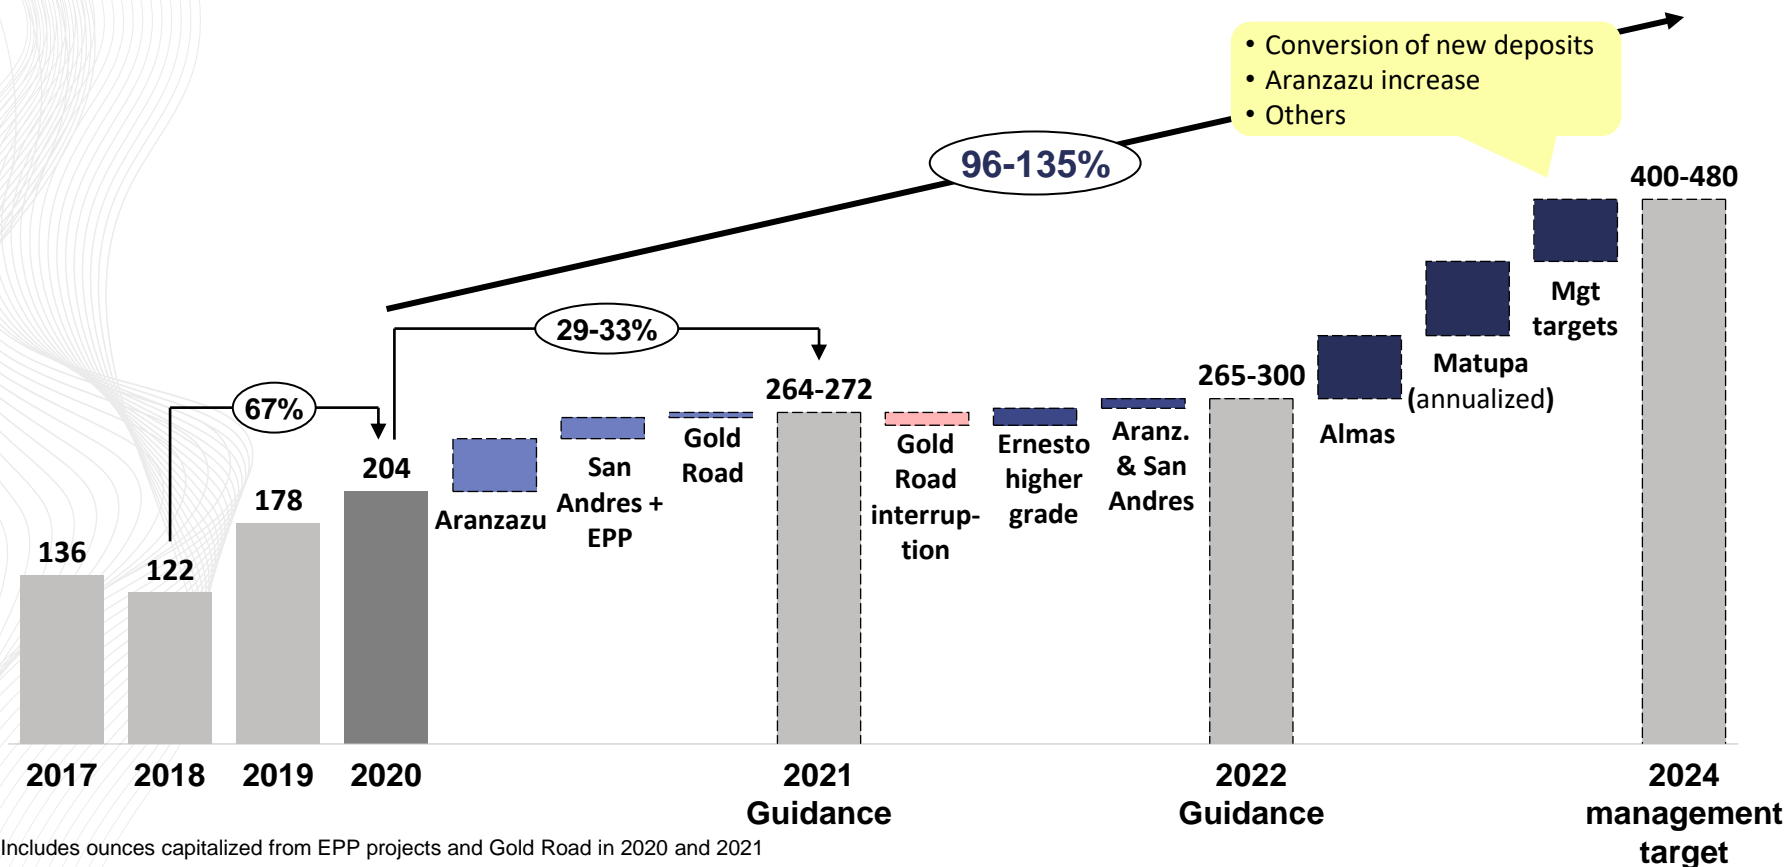 • Conversion of new deposits
• Aranzazu increase
• Others
96-135%
400-480
Mgt
targets
29-33%
264-272
265-300
Matupa
(annualized)
67%
204
Gold
Road
Gold
Road
interrup-
tion
Ernesto
higher
grade
Aranz.
& San
Andres
Almas
San
Andres +
EPP
Aranzazu
178
136
122
2017
2018
2019
2020
2021
Guidance
2022
Guidance
2024
management
target
Includes ounces capitalized from EPP projects and Gold Road in 2020 and 2021